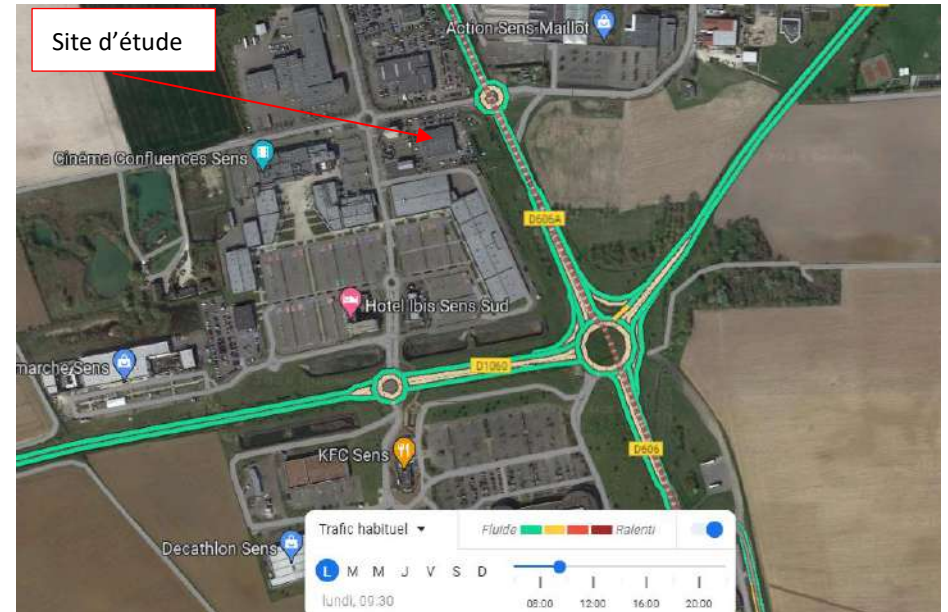 Site d'étude
Action Sens-Maillot
Cinéma Confluences Sens
D606A
Hotel Ibis Sens Sud
D1060
marche Sens
D606
KFC Sens
Decathlon Sens
Trafic habituel
Fluide
Ralenti
L M M J V S D
lundi, 09:30
08:00 12:00 16:00 20:00